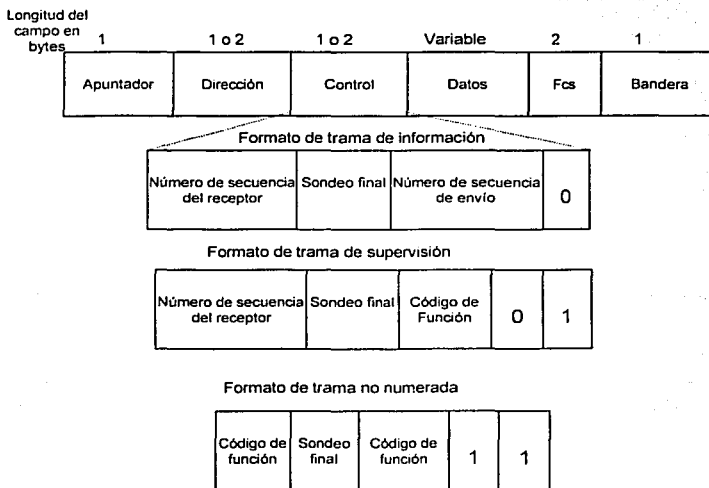 Longitud del
campo en
bytes
1 1 o 2 1 o 2 Variable 2 1
Apuntador Dirección Control Datos Fcs Bandera
Formato de trama de información
Número de secuencia
del receptor
Sondeo final
Número de secuencia
de envío
0
Formato de trama de supervisión
Número de secuencia
del receptor
Sondeo final
Código de
Función
0
1
Formato de trama no numerada
Código de
función
Sondeo
final
Código de
función
1
1